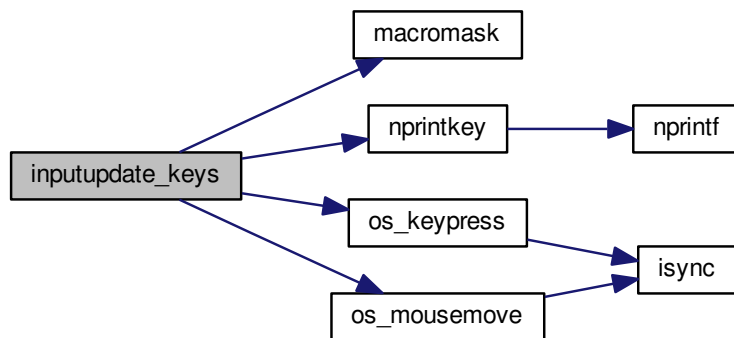 macromask
nprintkey
nprintf
inputupdate_keys
os_keypress
isync
os_mousemove